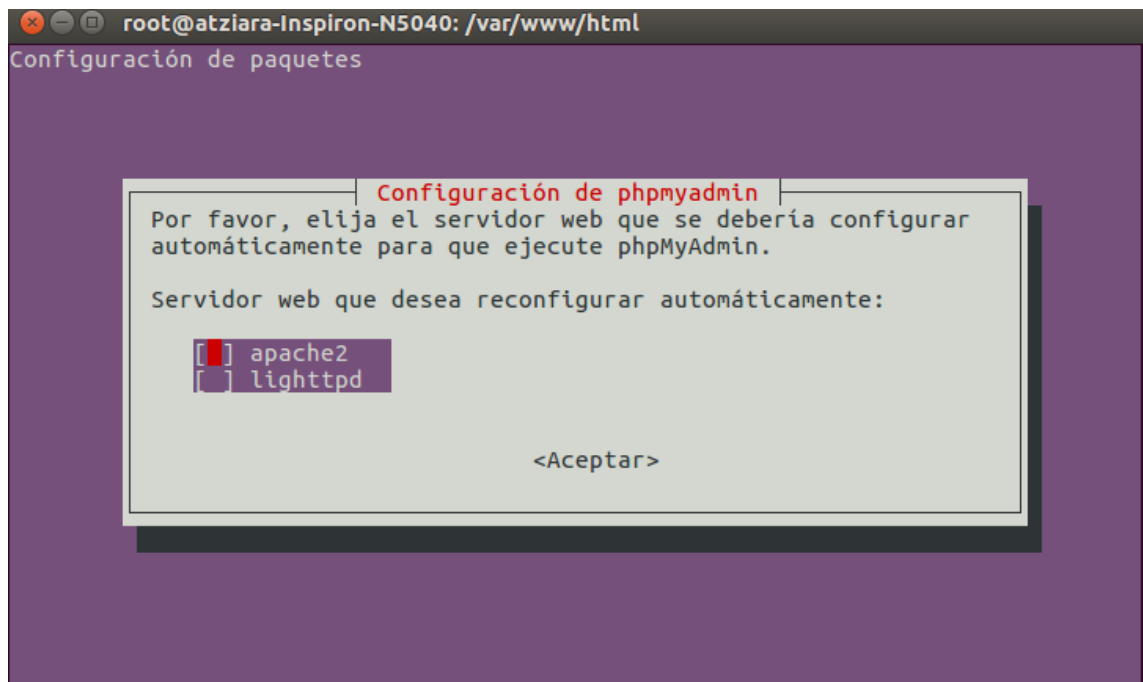 root@atziara-Inspiron-N5040: /var/www/html
Configuración de paquetes
Configuración de phpmyadmin
Por favor, elija el servidor web que se debería configurar
automáticamente para que ejecute phpMyAdmin.
Servidor web que desea reconfigurar automáticamente:
[ ] apache2
[ ] lighttpd
<Aceptar>